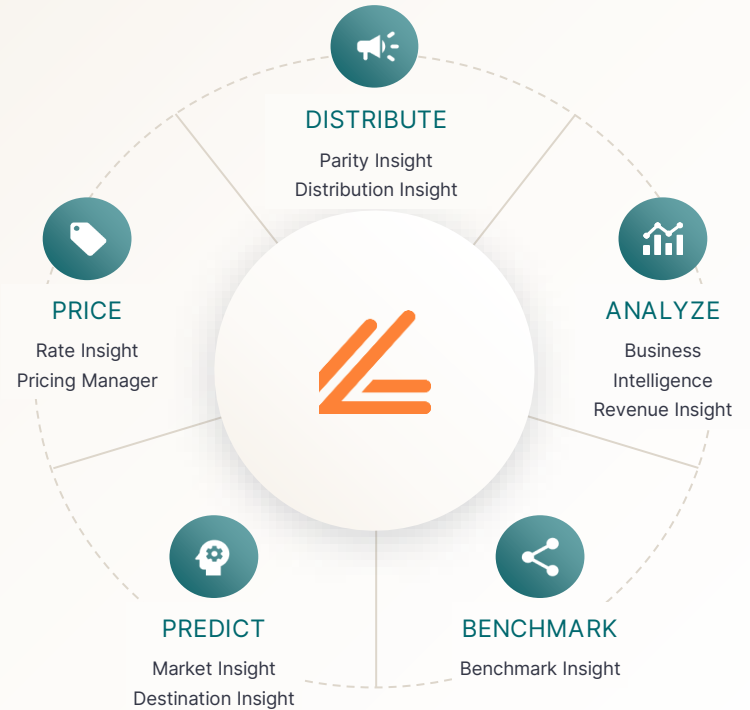 DISTRIBUTE
Parity Insight
Distribution Insight
PRICE
Rate Insight
Pricing Manager
ANALYZE
Business
Intelligence
Revenue Insight
PREDICT
Market Insight
Destination Insight
BENCHMARK
Benchmark Insight